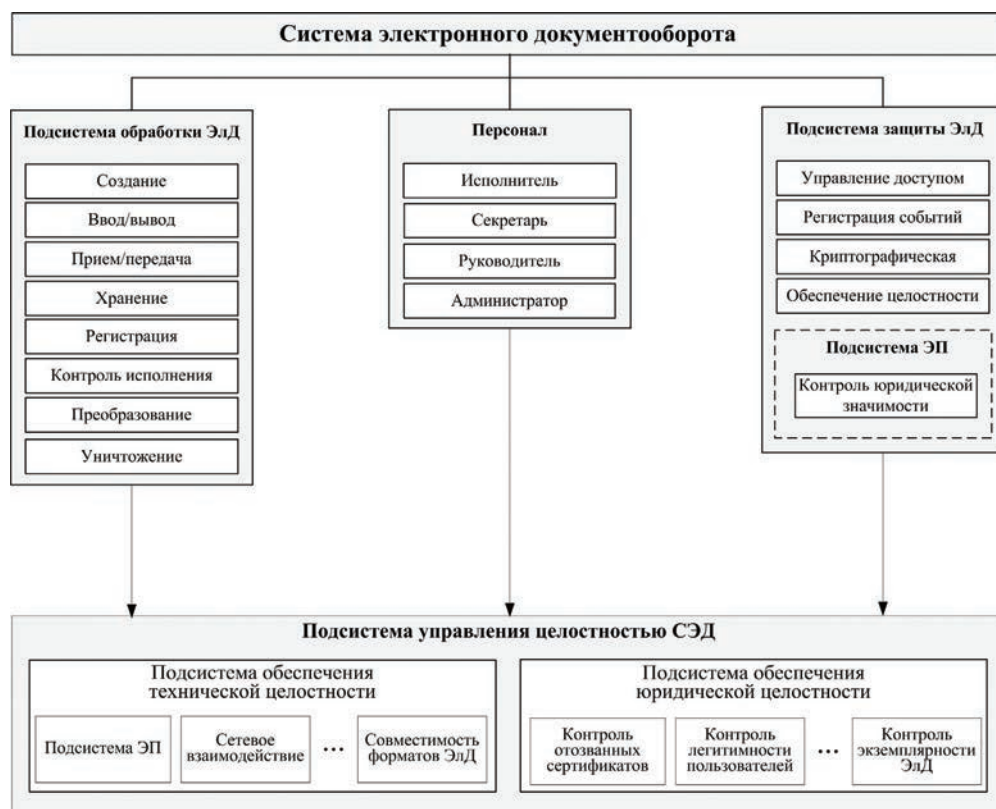 Система электронного документооборота
Подсистема обработки ЭлД
Создание
Ввод/вывод
Прием/передача
Хранение
Регистрация
Контроль исполнения
Преобразование
Уничтожение
Персонал
Исполнитель
Секретарь
Руководитель
Администратор
Подсистема защиты ЭлД
Управление доступом
Регистрация событий
Криптографическая
Обеспечение целостности
Подсистема ЭП
Контроль юридической
значимости
Подсистема управления целостностью СЭД
Подсистема обеспечения
технической целостности
Подсистема ЭП
Сетевое
взаимодействие
...
Совместимость
форматов ЭлД
Подсистема обеспечения
юридической целостности
Контроль
отозванных
сертификатов
Контроль
легитимности
пользователей
...
Контроль
экземплярности
ЭлД